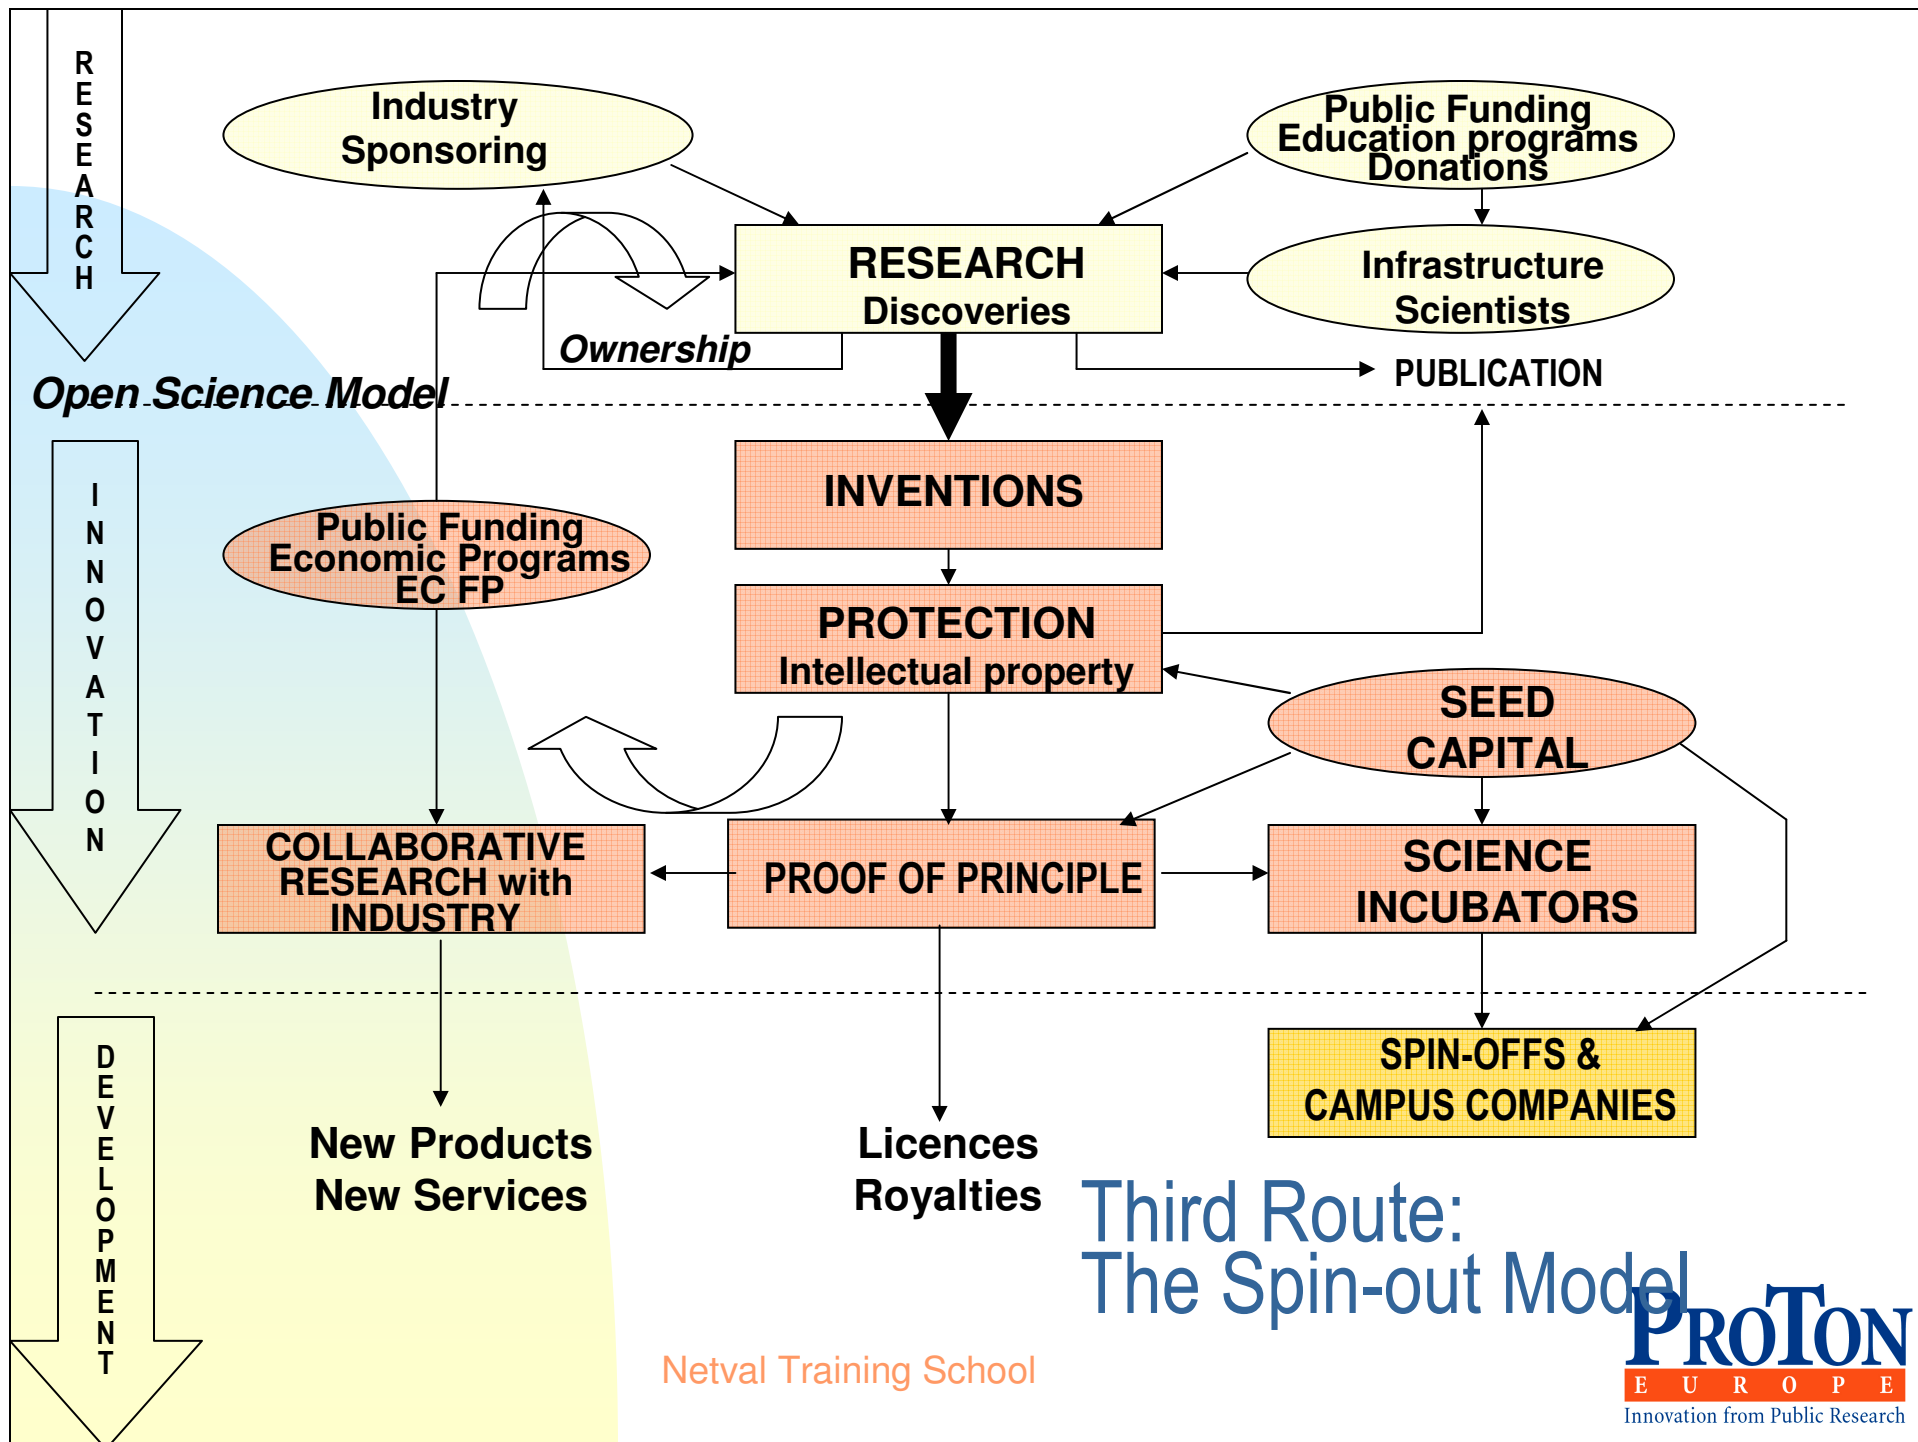 RESEARCH
Industry
Sponsoring
Public Funding
Education programs
Donations
RESEARCH
Discoveries
Infrastructure
Scientists
Ownership
PUBLICATION
Open Science Model
INNOVATION
INVENTIONS
Public Funding
Economic Programs
EC FP
PROTECTION
Intellectual property
SEED
CAPITAL
COLLABORATIVE
RESEARCH with
INDUSTRY
PROOF OF PRINCIPLE
SCIENCE
INCUBATORS
DEVELOPMENT
SPIN-OFFS &
CAMPUS COMPANIES
New Products
New Services
Licences
Royalties
Third Route:
The Spin-out Model
Netval Training School
PROTON
EUROPE
Innovation from Public Research